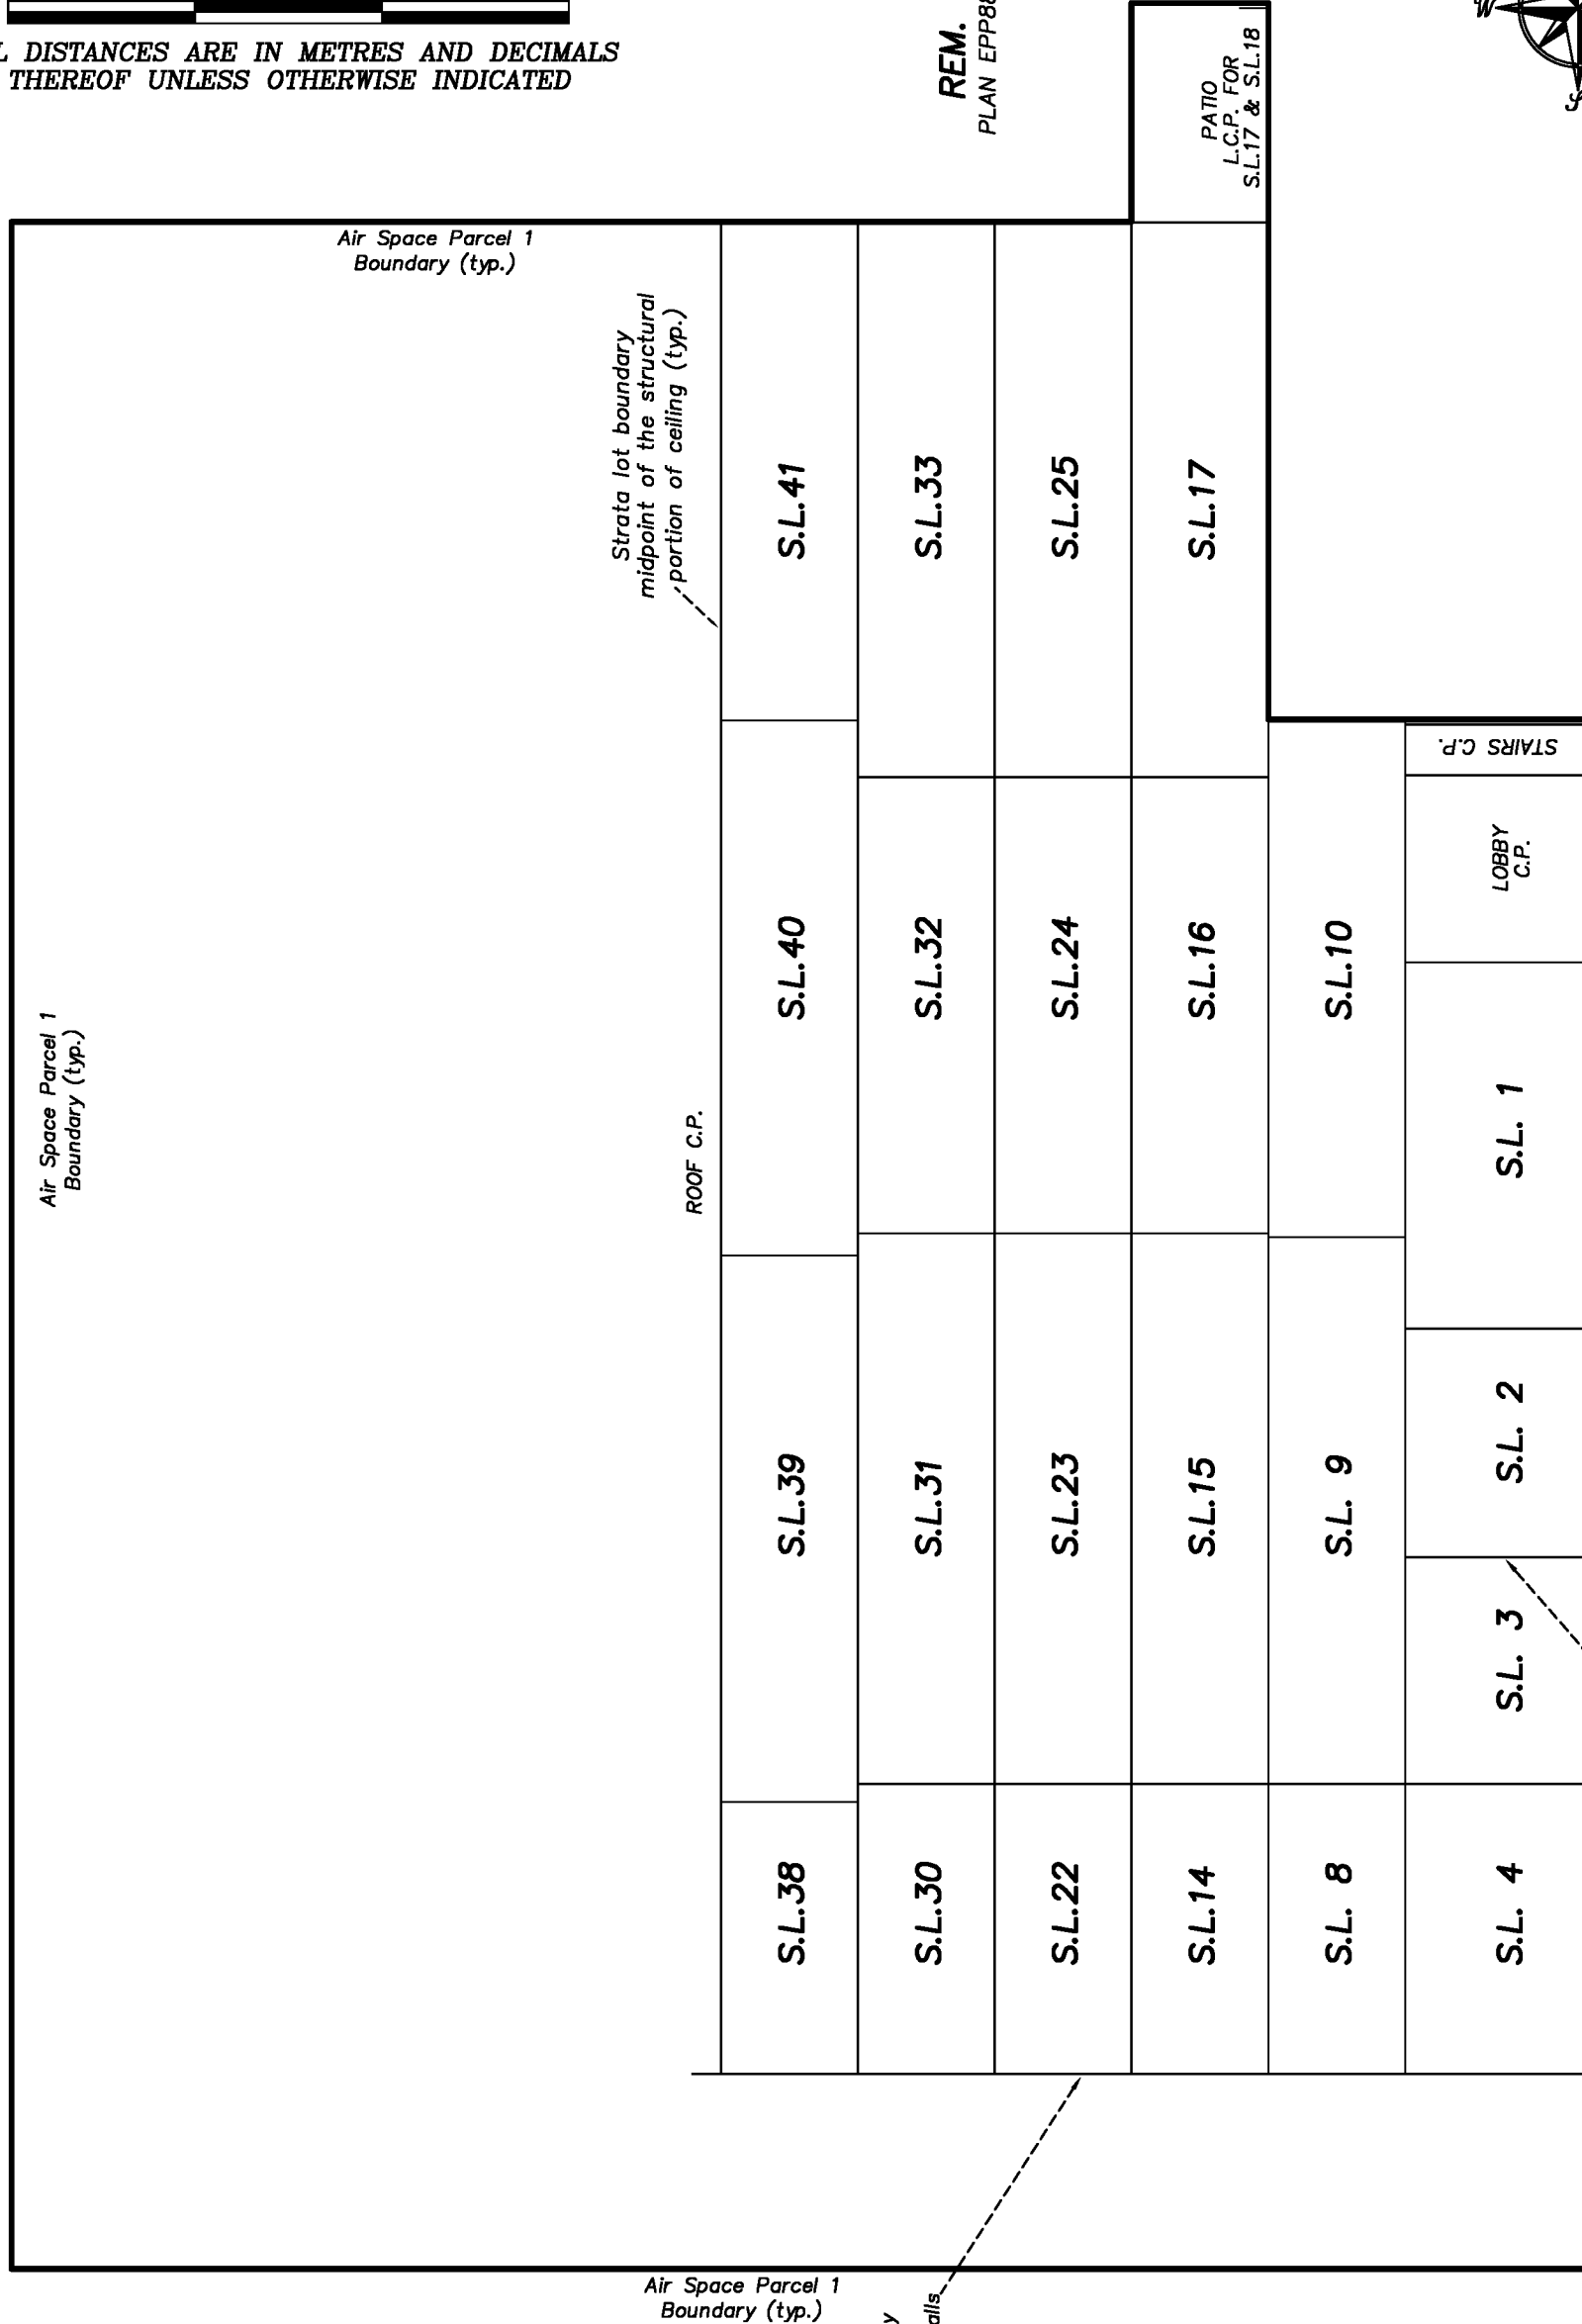 L DISTANCES ARE IN METRES AND DECIMALS
THEREOF UNLESS OTHERWISE INDICATED
REM.
PLAN EPP88
W
S
PATIO
L.C.P. FOR
S.L.17 & S.L.18
Air Space Parcel 1
Boundary (typ.)
Strata lot boundary
midpoint of the structural
portion of ceiling (typ.)
Air Space Parcel 1
Boundary (typ.)
ROOF C.P.
S.L.41
S.L.40
S.L.39
S.L.38
S.L.33
S.L.32
S.L.31
S.L.30
S.L.25
S.L.24
S.L.23
S.L.22
S.L.17
S.L.16
S.L.15
S.L.14
S.L.10
S.L. 9
S.L. 8
STAIRS C.P.
LOBBY
C.P.
S.L. 1
S.L. 2
S.L. 3
S.L. 4
Air Space Parcel 1
Boundary (typ.)
y
alls